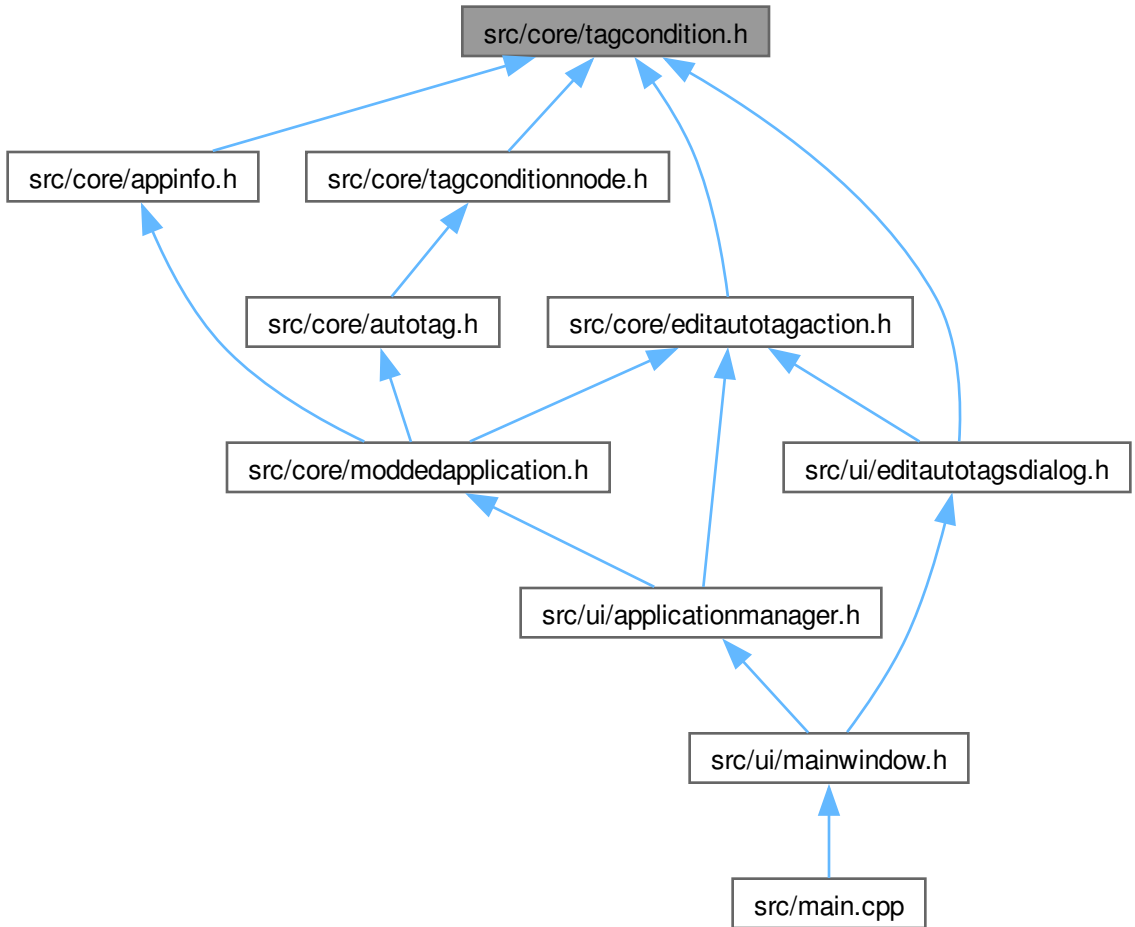 src/core/tagcondition.h
src/core/appinfo.h
src/core/tagconditionnode.h
src/core/autotag.h
src/core/editautotagaction.h
src/core/moddedapplication.h
src/ui/editautotagsdialog.h
src/ui/applicationmanager.h
src/ui/mainwindow.h
src/main.cpp